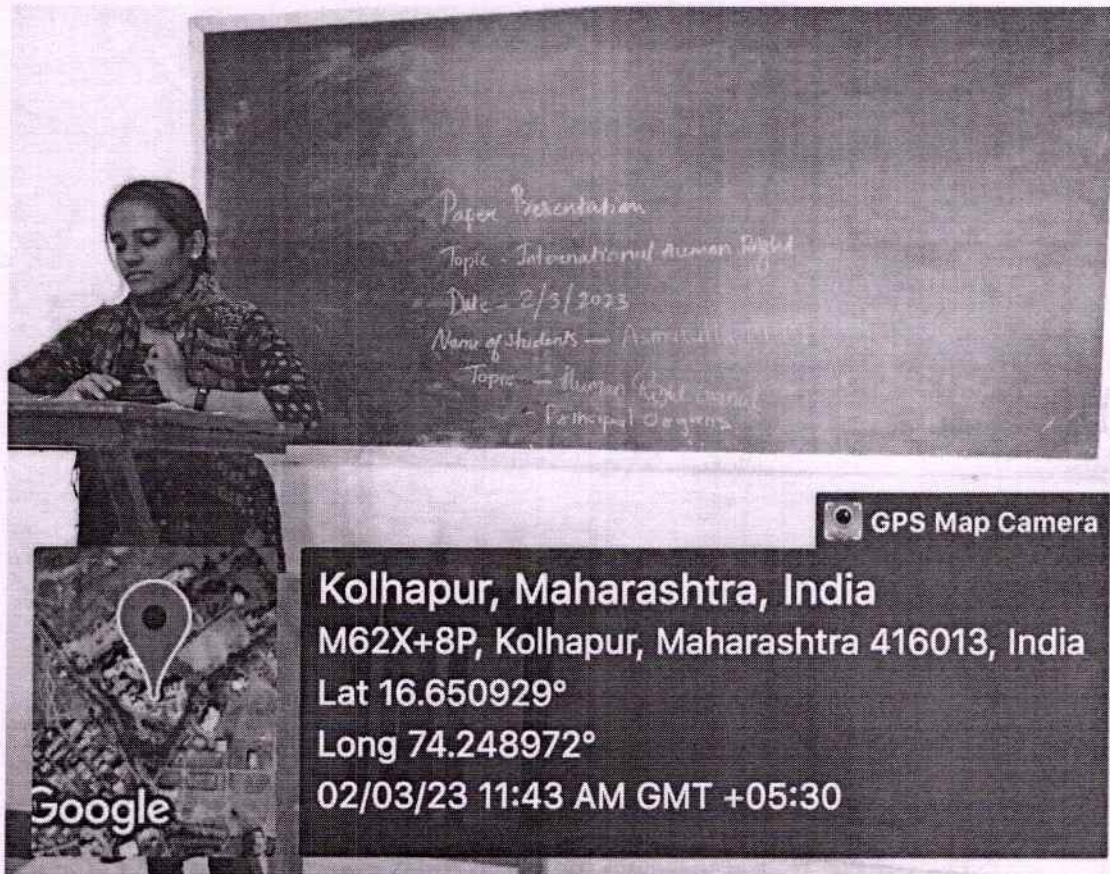 Paper Presentation
Topic - International Human Right
Date - 2/3/2023
Name of students —
Topic — Human Right
- Principal Organs
GPS Map Camera
Kolhapur, Maharashtra, India
M62X+8P, Kolhapur, Maharashtra 416013, India
Lat 16.650929°
Long 74.248972°
02/03/23 11:43 AM GMT +05:30
Google